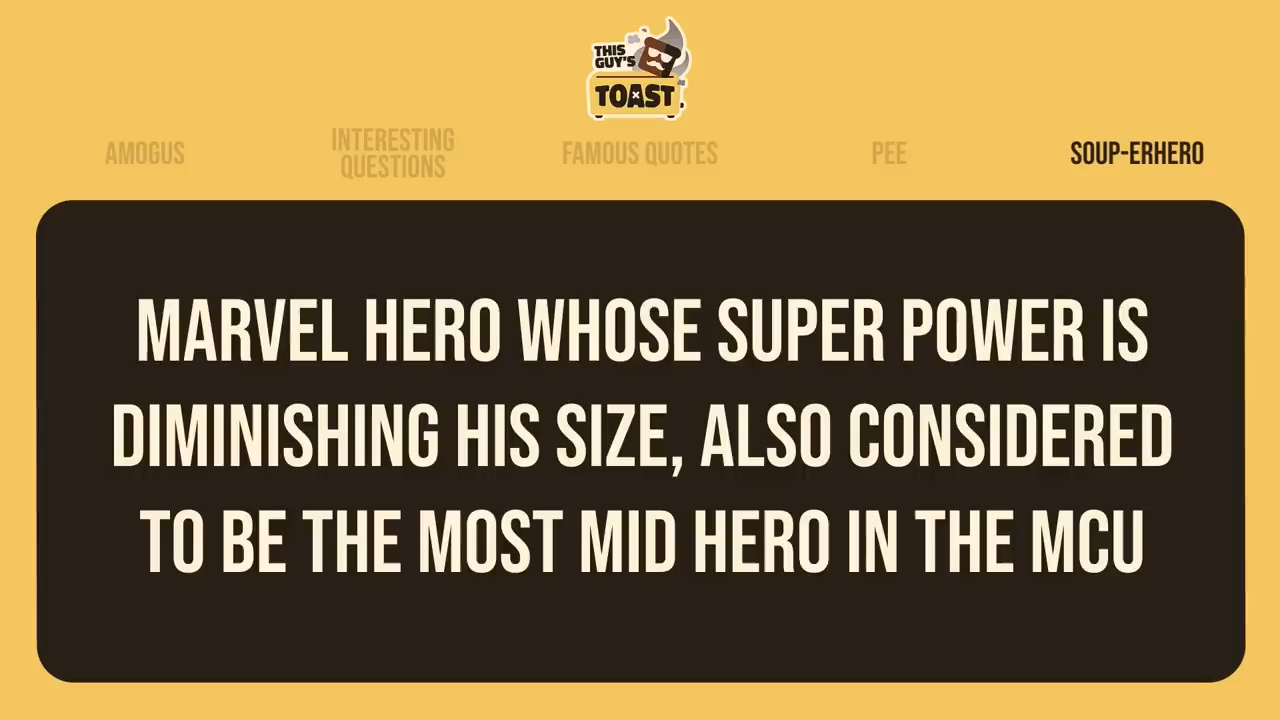 THIS
GUY'S
TOAST
AMOGUS
INTERESTING
QUESTIONS
FAMOUS QUOTES
PEE
SOUP-ERHERO
MARVEL HERO WHOSE SUPER POWER IS
DIMINISHING HIS SIZE, ALSO CONSIDERED
TO BE THE MOST MID HERO IN THE MCU